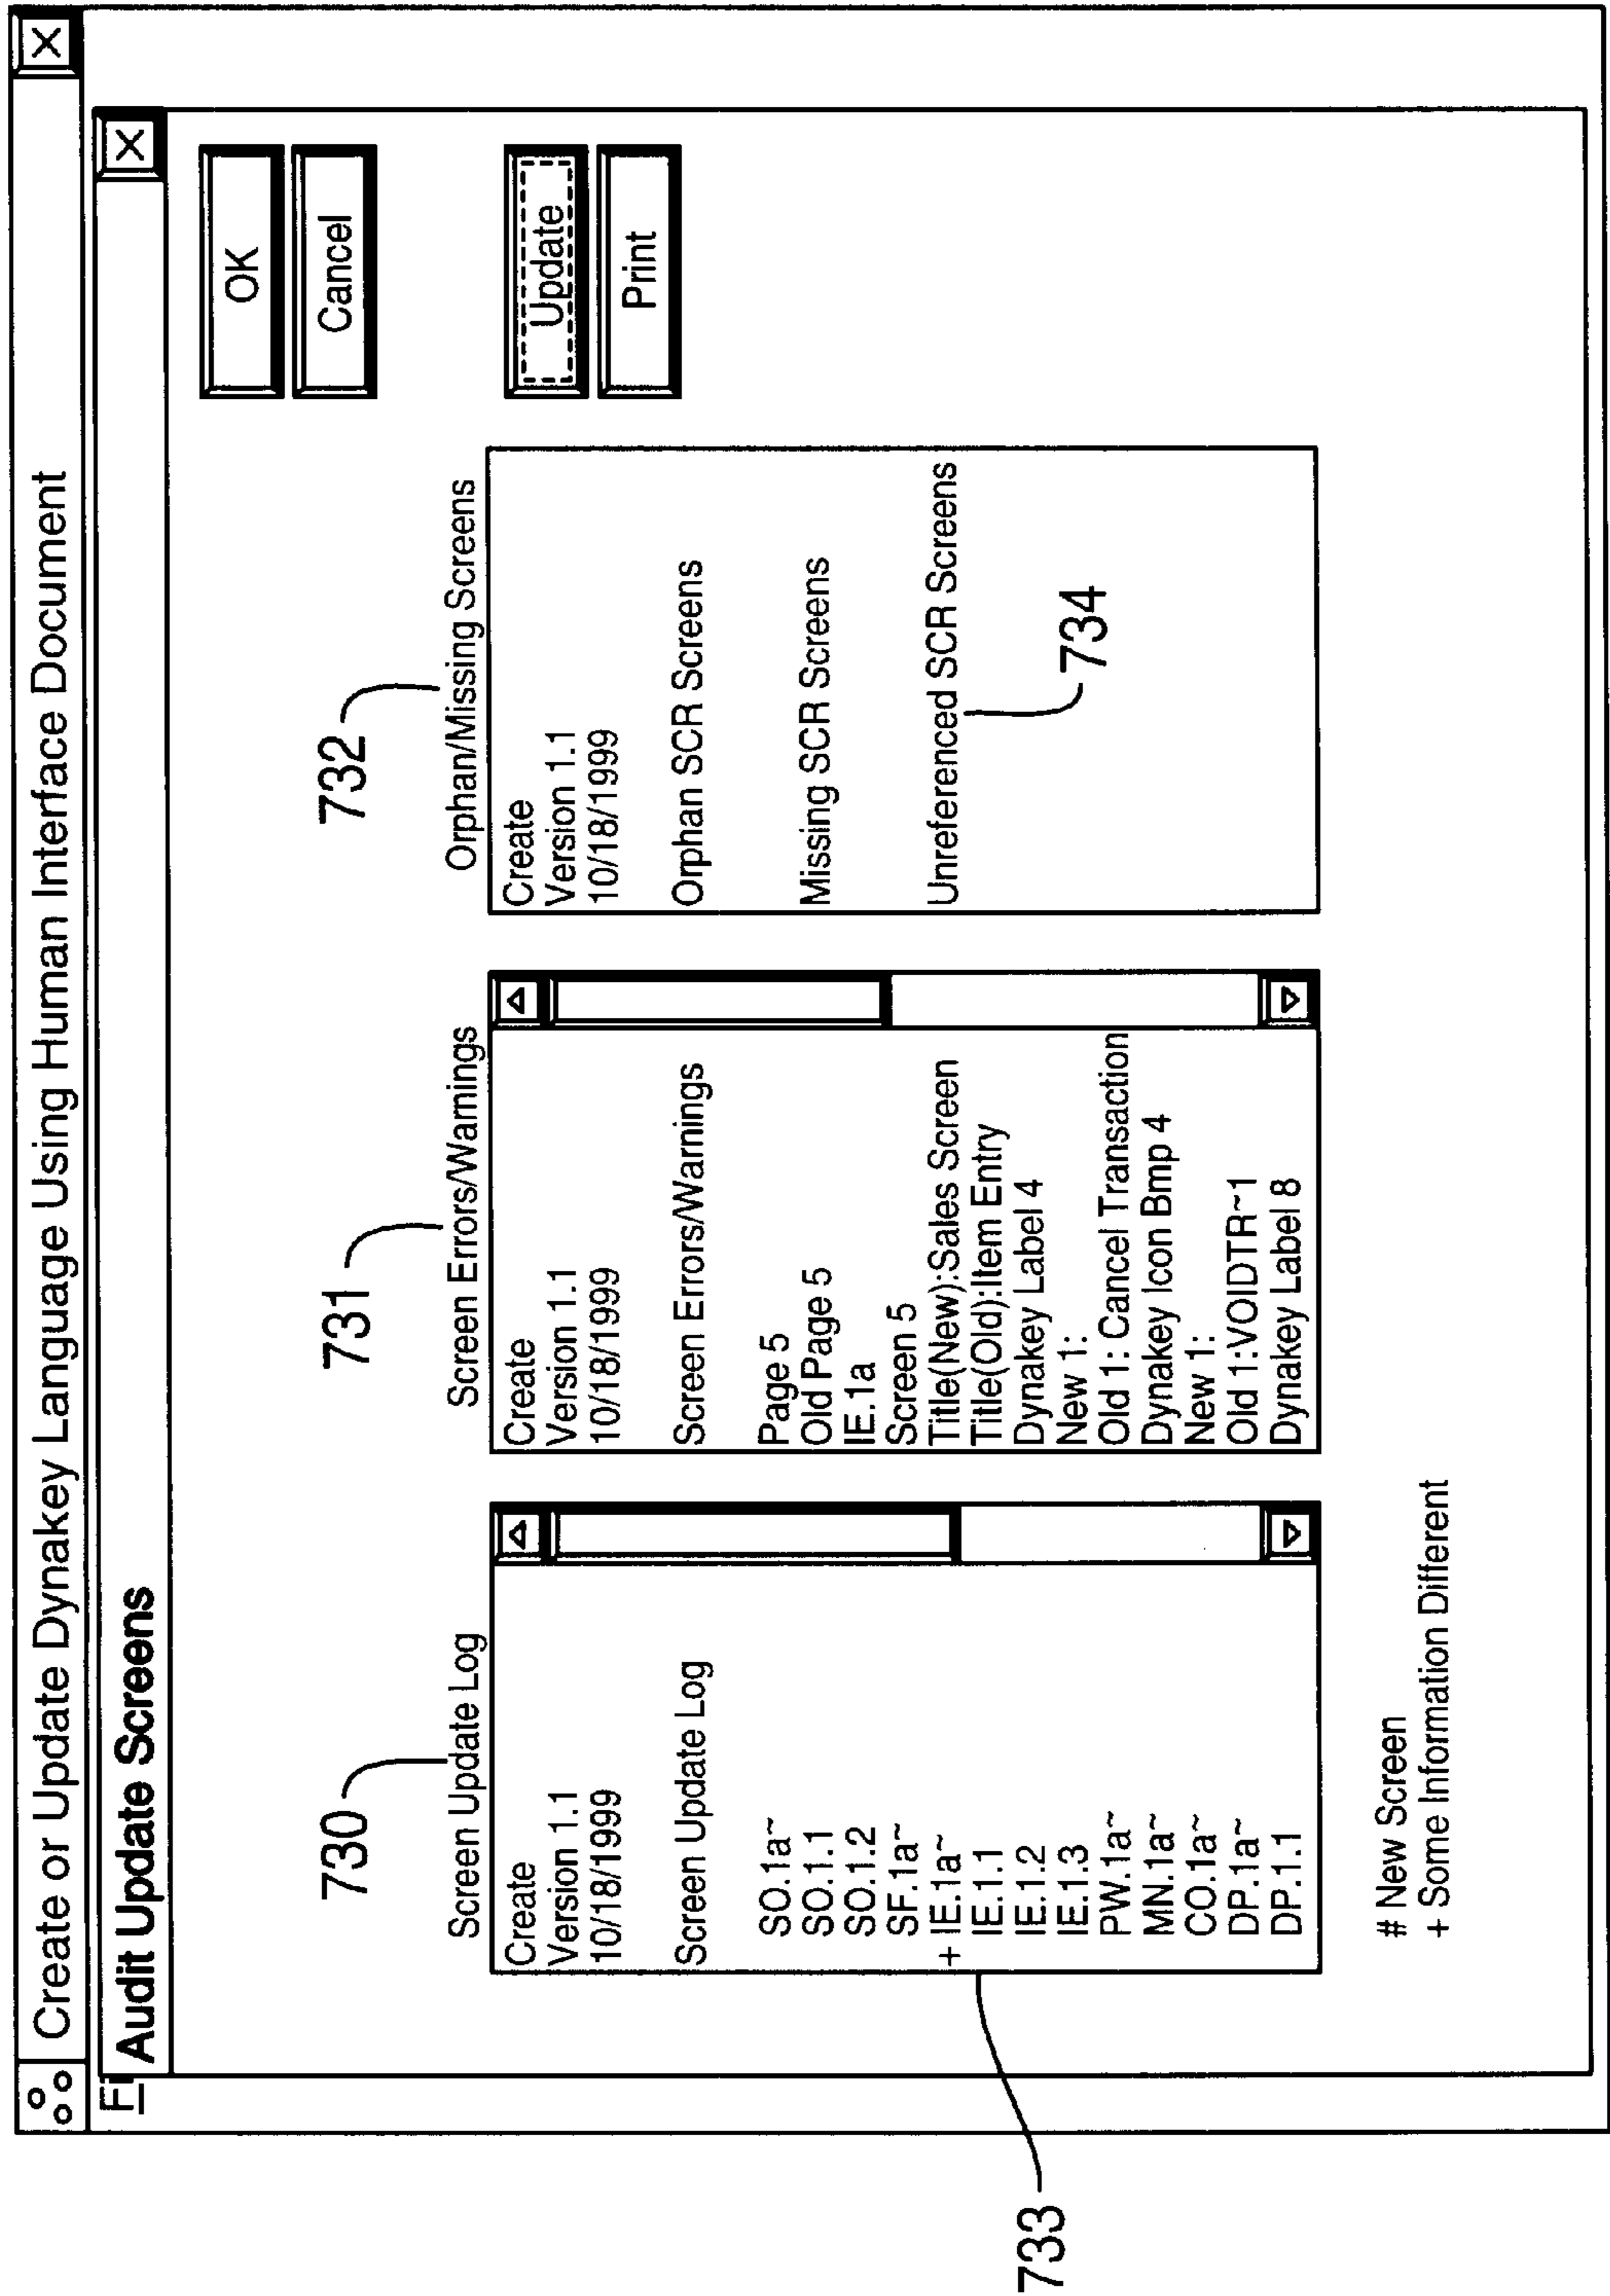 Create or Update Dynakey Language Using Human Interface Document
F
Audit Update Screens
OK
Cancel
Update
Print
730
Screen Update Log
Create
Version 1.1
10/18/1999
Screen Update Log
SO.1a~
SO.1.1
SO.1.2
SF.1a~
+ IE.1a~
IE.1.1
IE.1.2
IE.1.3
PW.1a~
MN.1a~
CO.1a~
DP.1a~
DP.1.1
733
# New Screen
+ Some Information Different
731
Screen Errors/Warnings
Create
Version 1.1
10/18/1999
Screen Errors/Warnings
Page 5
Old Page 5
IE.1a
Screen 5
Title(New):Sales Screen
Title(Old):Item Entry
Dynakey Label 4
New 1:
Old 1: Cancel Transaction
Dynakey Icon Bmp 4
New 1:
Old 1:VOIDTR~1
Dynakey Label 8
732
Orphan/Missing Screens
Create
Version 1.1
10/18/1999
Orphan SCR Screens
Missing SCR Screens
Unreferenced SCR Screens
734